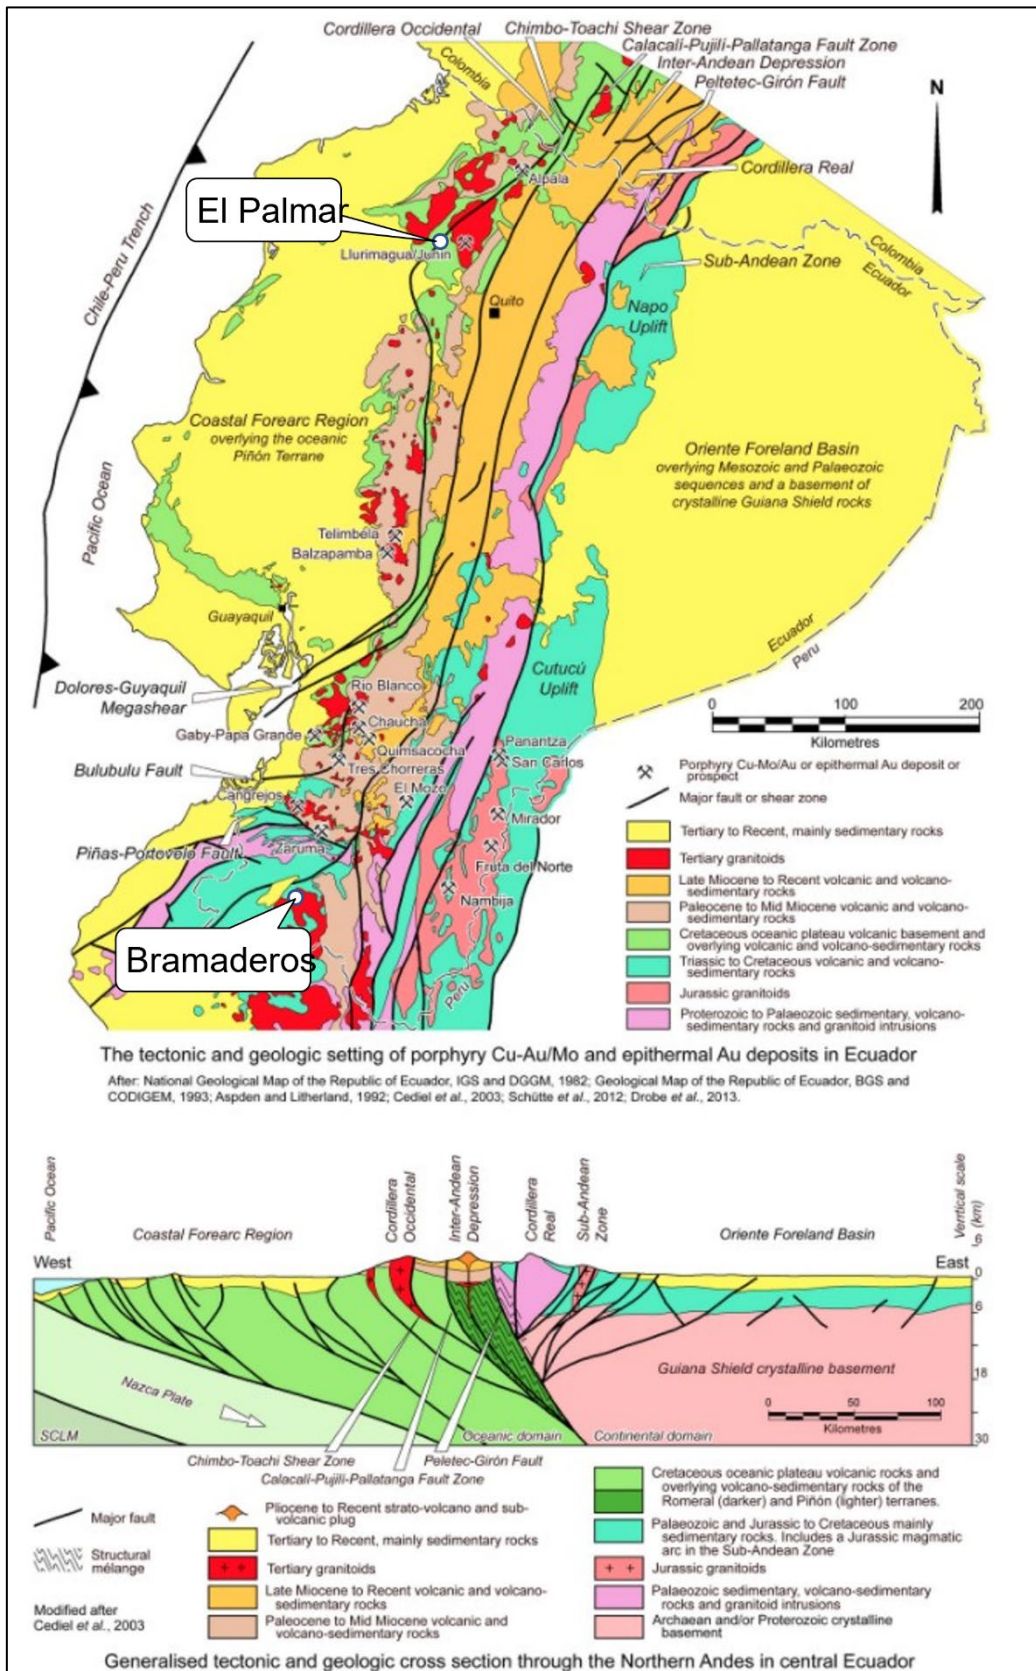 Cordillera Occidental
Chimbo-Toachi Shear Zone
Calacalí-Pujilí-Pallatanga Fault Zone
Inter-Andean Depression
Peltetec-Girón Fault
Colombia
N
Alpala
Cordillera Real
El Palmar
Llurimagua/Junín
Chile-Peru Trench
Sub-Andean Zone
Colombia
Ecuador
Quito
Napo
Uplift
Coastal Forearc Region
overlying the oceanic
Piñón Terrane
Oriente Foreland Basin
overlying Mesozoic and Palaeozoic
sequences and a basement of
crystalline Guiana Shield rocks
Pacific Ocean
Telimbéla
Balzapamba
Guayaquil
Ecuador
Peru
Cutucú
Uplift
Dolores-Guyaquil
Megashear
Rio Blanco
Chaucha
Gaby-Papa Grande
Quimsacocha
Tres Chorreras
Bulubulu Fault
El Mozo
Cangrejos
Panantza
San Carlos
Mirador
Piñas-Portovelo Fault
Zaruma
Fruta del Norte
Nambija
Bramaderos
Peru
0 100 200
Kilometres
Porphyry Cu-Mo/Au or epithermal Au deposit or
prospect
Major fault or shear zone
Tertiary to Recent, mainly sedimentary rocks
Tertiary granitoids
Late Miocene to Recent volcanic and volcano-
sedimentary rocks
Paleocene to Mid Miocene volcanic and volcano-
sedimentary rocks
Cretaceous oceanic plateau volcanic basement and
overlying volcanic and volcano-sedimentary rocks
Triassic to Cretaceous volcanic and volcano-
sedimentary rocks
Jurassic granitoids
Proterozoic to Palaeozoic sedimentary, volcano-
sedimentary rocks and granitoid intrusions
The tectonic and geologic setting of porphyry Cu-Au/Mo and epithermal Au deposits in Ecuador
After: National Geological Map of the Republic of Ecuador, IGS and DGGM, 1982; Geological Map of the Republic of Ecuador, BGS and
CODIGEM, 1993; Aspden and Litherland, 1992; Cediel et al., 2003; Schütte et al., 2012; Drobe et al., 2013.
Pacific Ocean
Coastal Forearc Region
Cordillera
Occidental
Inter-Andean
Depression
Cordillera
Real
Sub-Andean
Zone
Oriente Foreland Basin
Vertical scale
(km)
West
East
6
0
6
18
30
Nazca Plate
SCLM
Guiana Shield crystalline basement
0 50 100
Kilometres
Oceanic domain
Continental domain
Chimbo-Toachi Shear Zone
Peletec-Girón Fault
Calacalí-Pujilí-Pallatanga Fault Zone
Major fault
Structural
mélange
Modified after
Cediel et al., 2003
Pliocene to Recent strato-volcano and sub-
volcanic plug
Tertiary to Recent, mainly sedimentary rocks
Tertiary granitoids
Late Miocene to Recent volcanic and volcano-
sedimentary rocks
Paleocene to Mid Miocene volcanic and
volcano-sedimentary rocks
Cretaceous oceanic plateau volcanic rocks and
overlying volcano-sedimentary rocks of the
Romeral (darker) and Piñón (lighter) terranes.
Palaeozoic and Jurassic to Cretaceous mainly
sedimentary rocks. Includes a Jurassic magmatic
arc in the Sub-Andean Zone
Jurassic granitoids
Palaeozoic sedimentary, volcano-sedimentary
rocks and granitoid intrusions
Archaean and/or Proterozoic crystalline
basement
Generalised tectonic and geologic cross section through the Northern Andes in central Ecuador